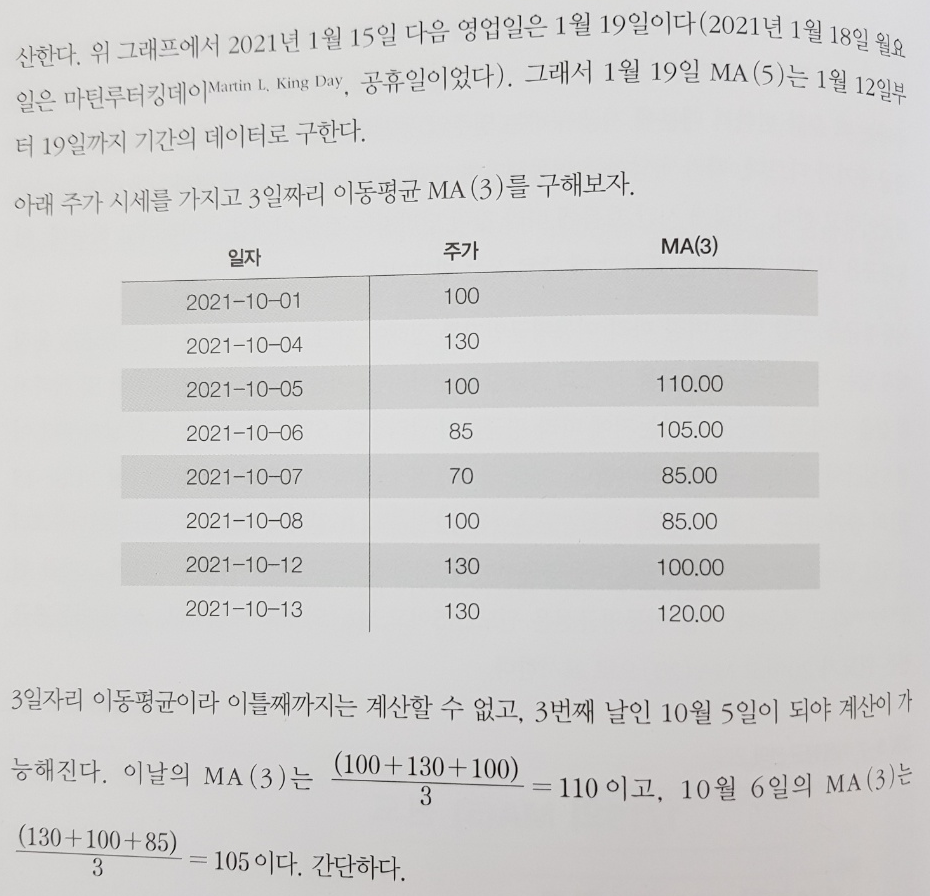 산한다. 위 그래프에서 2021년 1월 15일 다음 영업일은 1월 19일이다(2021년 1월 18일 월요
일은 마틴루터킹데이Martin L. King Day, 공휴일이었다). 그래서 1월 19일 MA(5)는 1월 12일부
터 19일까지 기간의 데이터로 구한다.
아래 주가 시세를 가지고 3일짜리 이동평균 MA(3)를 구해보자.
일자 주가 MA(3)
2021-10-01 100
2021-10-04 130
2021-10-05 100 110.00
2021-10-06 85 105.00
2021-10-07 70 85.00
2021-10-08 100 85.00
2021-10-12 130 100.00
2021-10-13 130 120.00
3일자리 이동평균이라 이틀째까지는 계산할 수 없고, 3번째 날인 10월 5일이 되야 계산이 가
능해진다. 이날의 MA(3)는 (100+130+100)/3 = 110이고, 10월 6일의 MA(3)는
(130+100+85)/3 = 105이다. 간단하다.